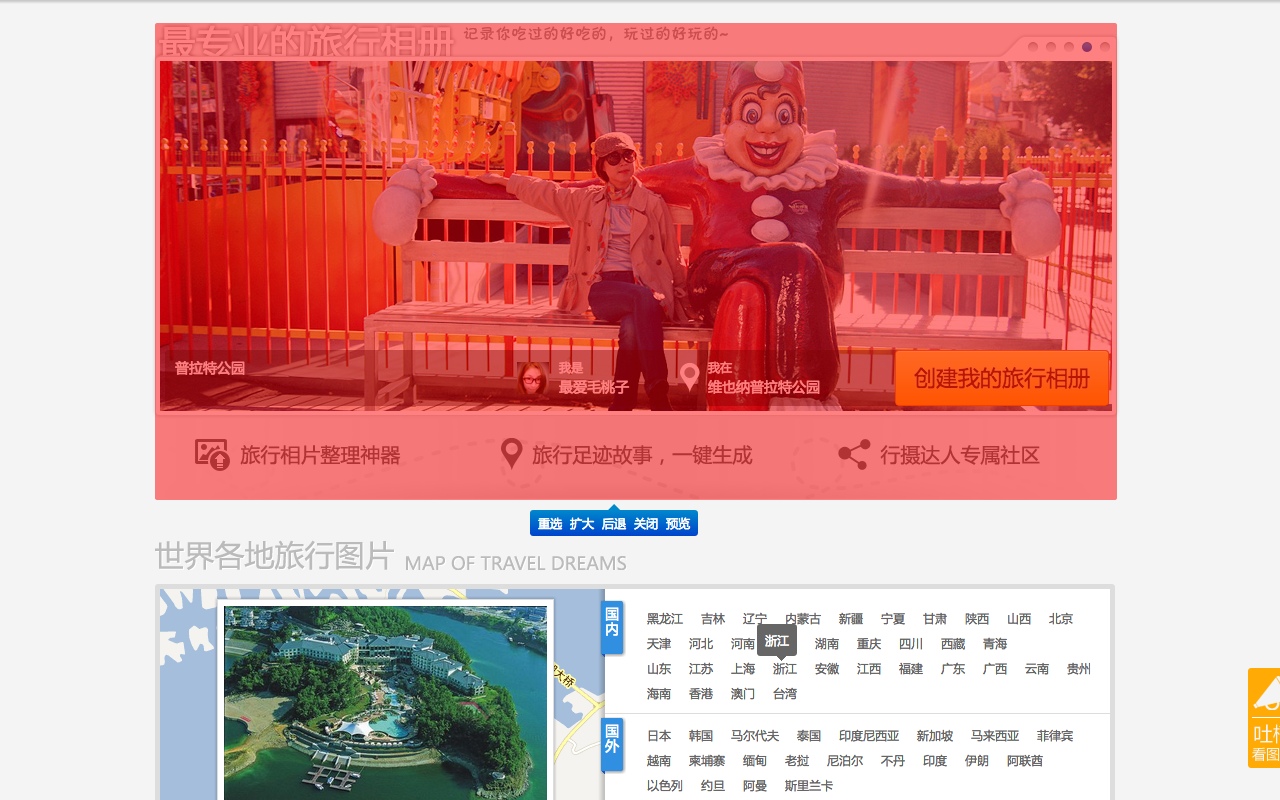 最专业的旅行相册 记录你吃过的好吃的，玩过的好玩的~
普拉特公园
我是
最爱毛桃子
我在
维也纳普拉特公园
创建我的旅行相册
旅行相片整理神器 旅行足迹故事，一键生成 行摄达人专属社区
重选 扩大 后退 关闭 预览
世界各地旅行图片 MAP OF TRAVEL DREAMS
国内
黑龙江 吉林 辽宁 内蒙古 新疆 宁夏 甘肃 陕西 山西 北京
天津 河北 河南 浙江 湖南 重庆 四川 西藏 青海
山东 江苏 上海 浙江 安徽 江西 福建 广东 广西 云南 贵州
海南 香港 澳门 台湾
国外
日本 韩国 马尔代夫 泰国 印度尼西亚 新加坡 马来西亚 菲律宾
越南 柬埔寨 缅甸 老挝 尼泊尔 不丹 印度 伊朗 阿联酋
以色列 约旦 阿曼 斯里兰卡
大桥
吐
看图